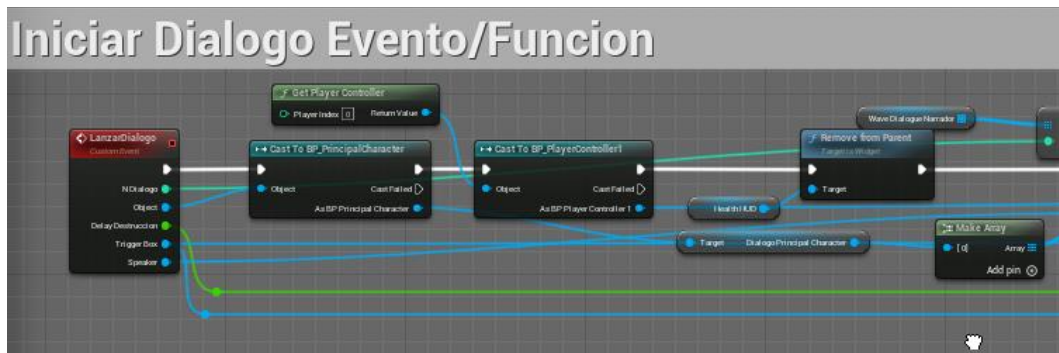 Iniciar Dialogo Evento/Funcion
Get Player Controller
Player Index 0 Return Value
LanzarDialogo
Custom Event
N Dialogo
Object
Delay Destruccion
Trigger Box
Speaker
Cast To BP_PrincipalCharacter
Object Cast Failed
As BP Principal Character
Cast To BP_PlayerController1
Object Cast Failed
As BP Player Controller 1
Wave Dialogue Narrador
Remove from Parent
Target is Widget
Target
Health HUD
Target Dialogo Principal Character
Make Array
[0] Array
Add pin